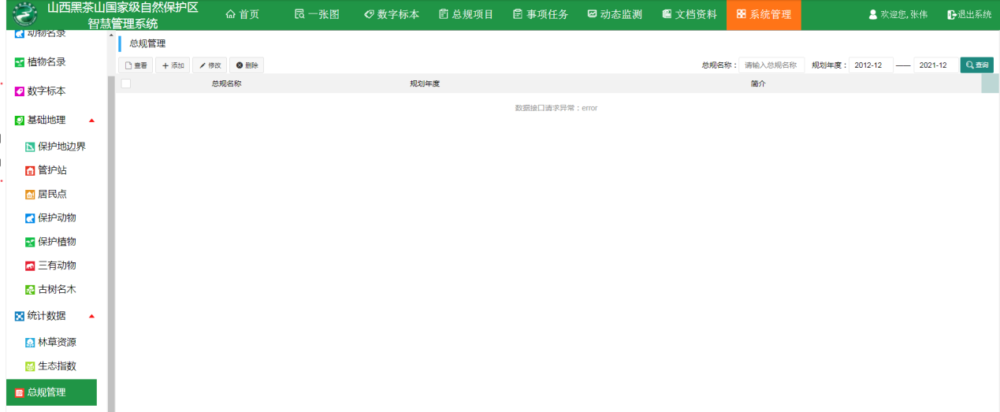 山西黑茶山国家级自然保护区
智慧管理系统
首页 一张图 数字标本 总规项目 事项任务 动态监测 文档资料 系统管理 欢迎您, 张伟 退出系统
动物名录
植物名录
数字标本
基础地理
保护地边界
管护站
居民点
保护动物
保护植物
三有动物
古树名木
统计数据
林草资源
生态指数
总规管理
总规管理
查看 添加 修改 删除 总规名称： 请输入总规名称 规划年度： 2012-12 —— 2021-12 查询
总规名称 规划年度 简介
数据接口请求异常：error